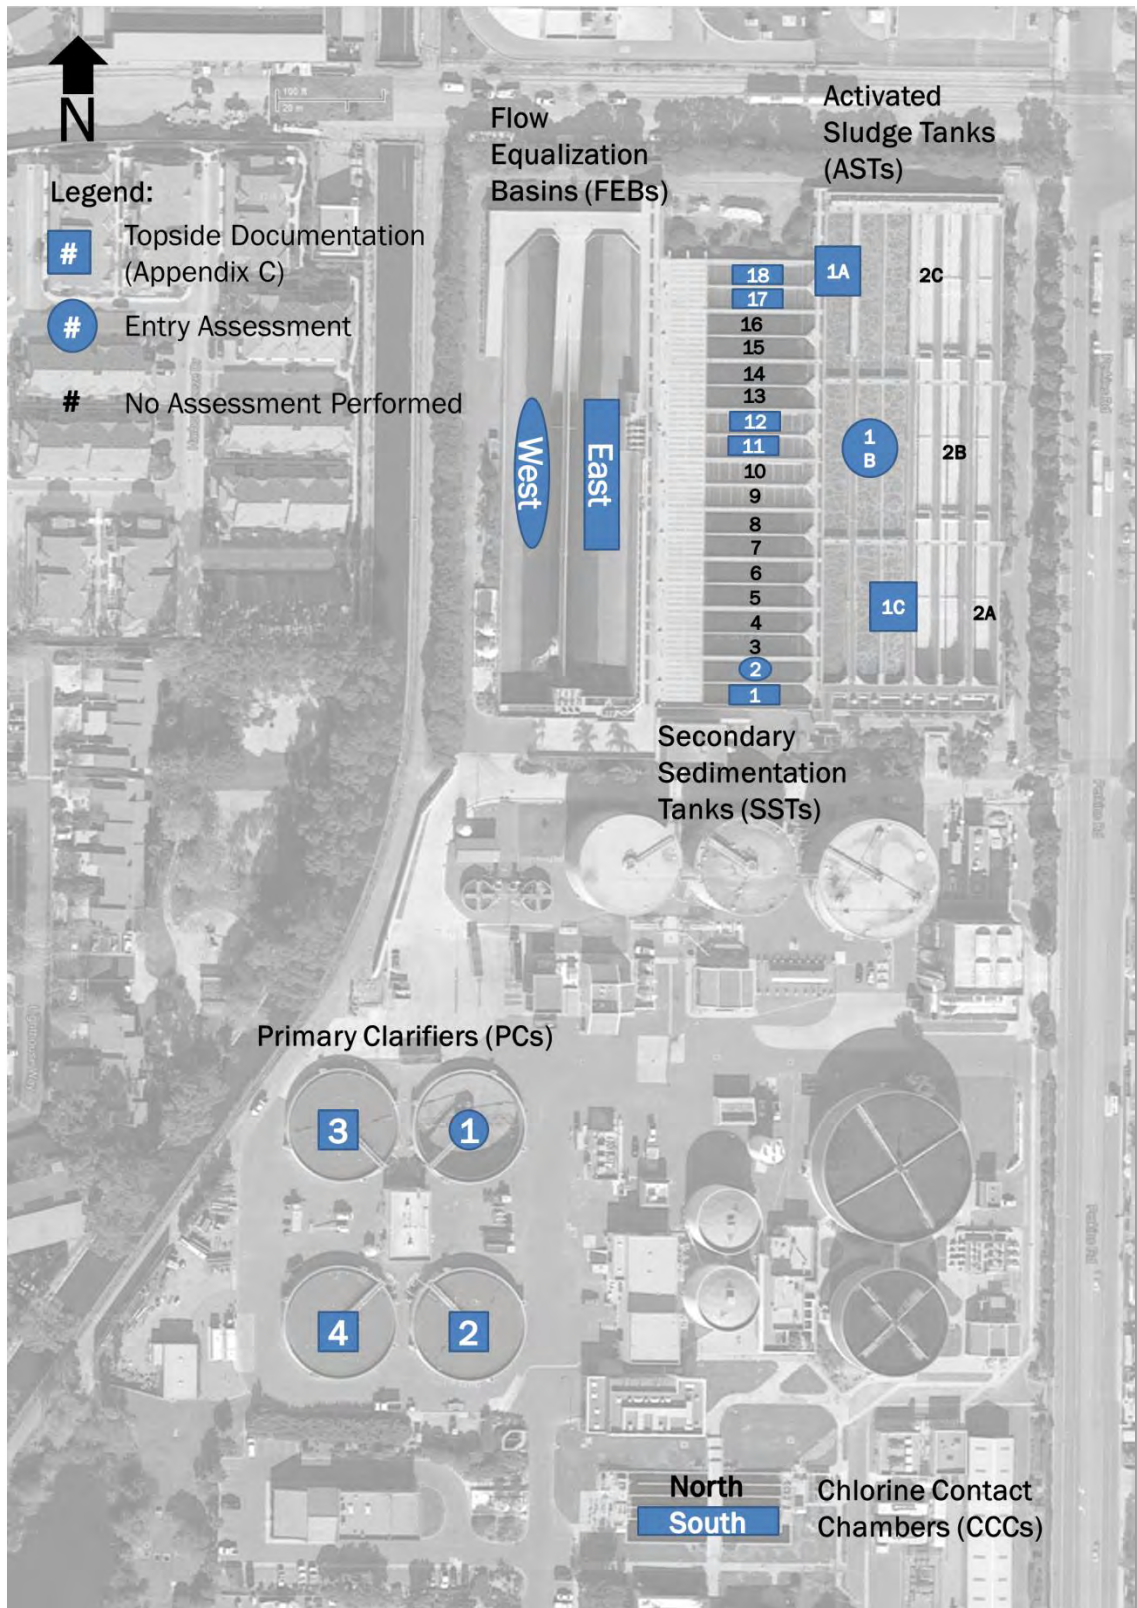 N
100 ft
20 m
Legend:
#
Topside Documentation
(Appendix C)
#
Entry Assessment
#
No Assessment Performed
Flow
Equalization
Basins (FEBs)
West
East
Activated
Sludge Tanks
(ASTs)
18
17
16
15
14
13
12
11
10
9
8
7
6
5
4
3
2
1
1A
2C
1
B
2B
1C
2A
Secondary
Sedimentation
Tanks (SSTs)
Primary Clarifiers (PCs)
3
1
4
2
North
South
Chlorine Contact
Chambers (CCCs)